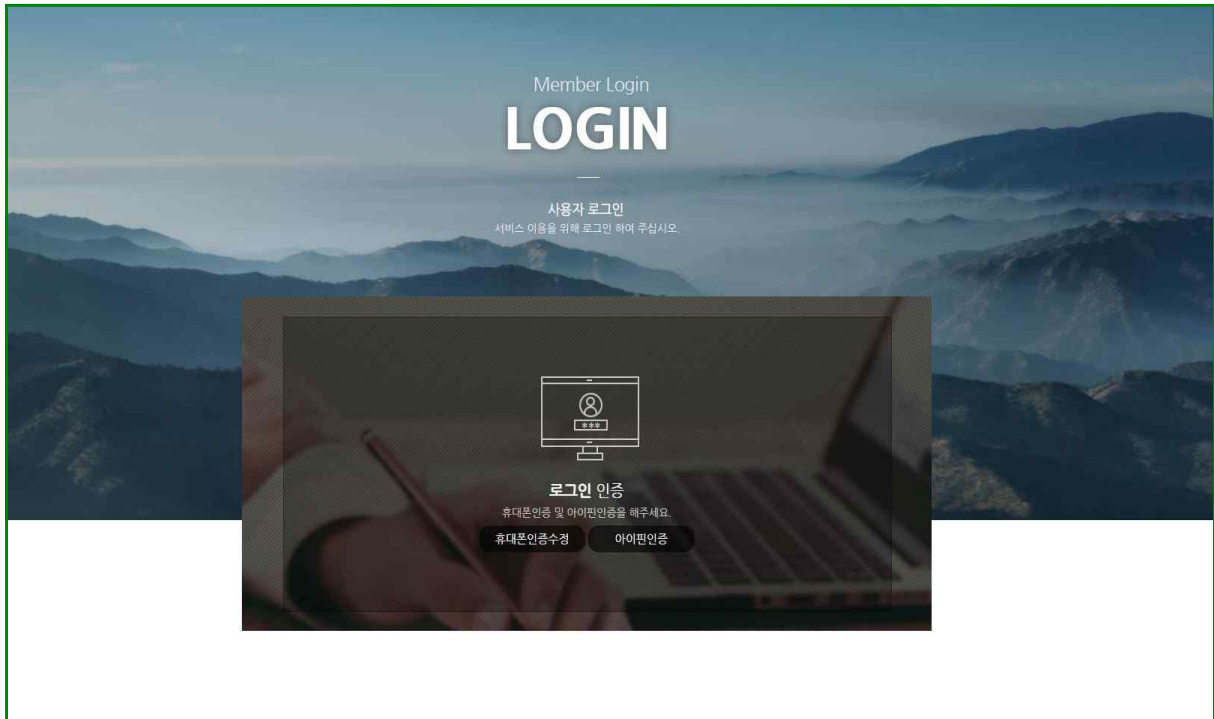 Member Login
LOGIN
사용자 로그인
서비스 이용을 위해 로그인 하여 주십시오.
***
로그인 인증
휴대폰인증 및 아이핀인증을 해주세요.
휴대폰인증수정 아이핀인증